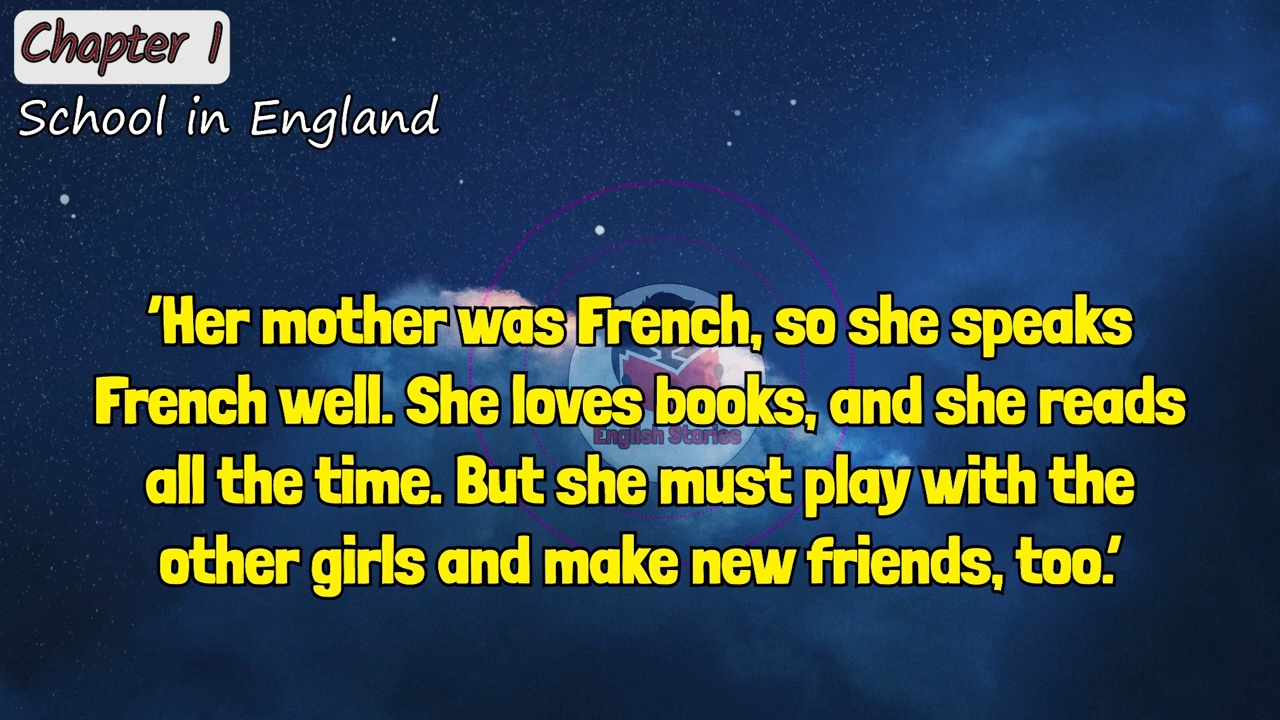 Chapter 1
School in England
'Her mother was French, so she speaks
French well. She loves books, and she reads
all the time. But she must play with the
other girls and make new friends, too.'
English Stories